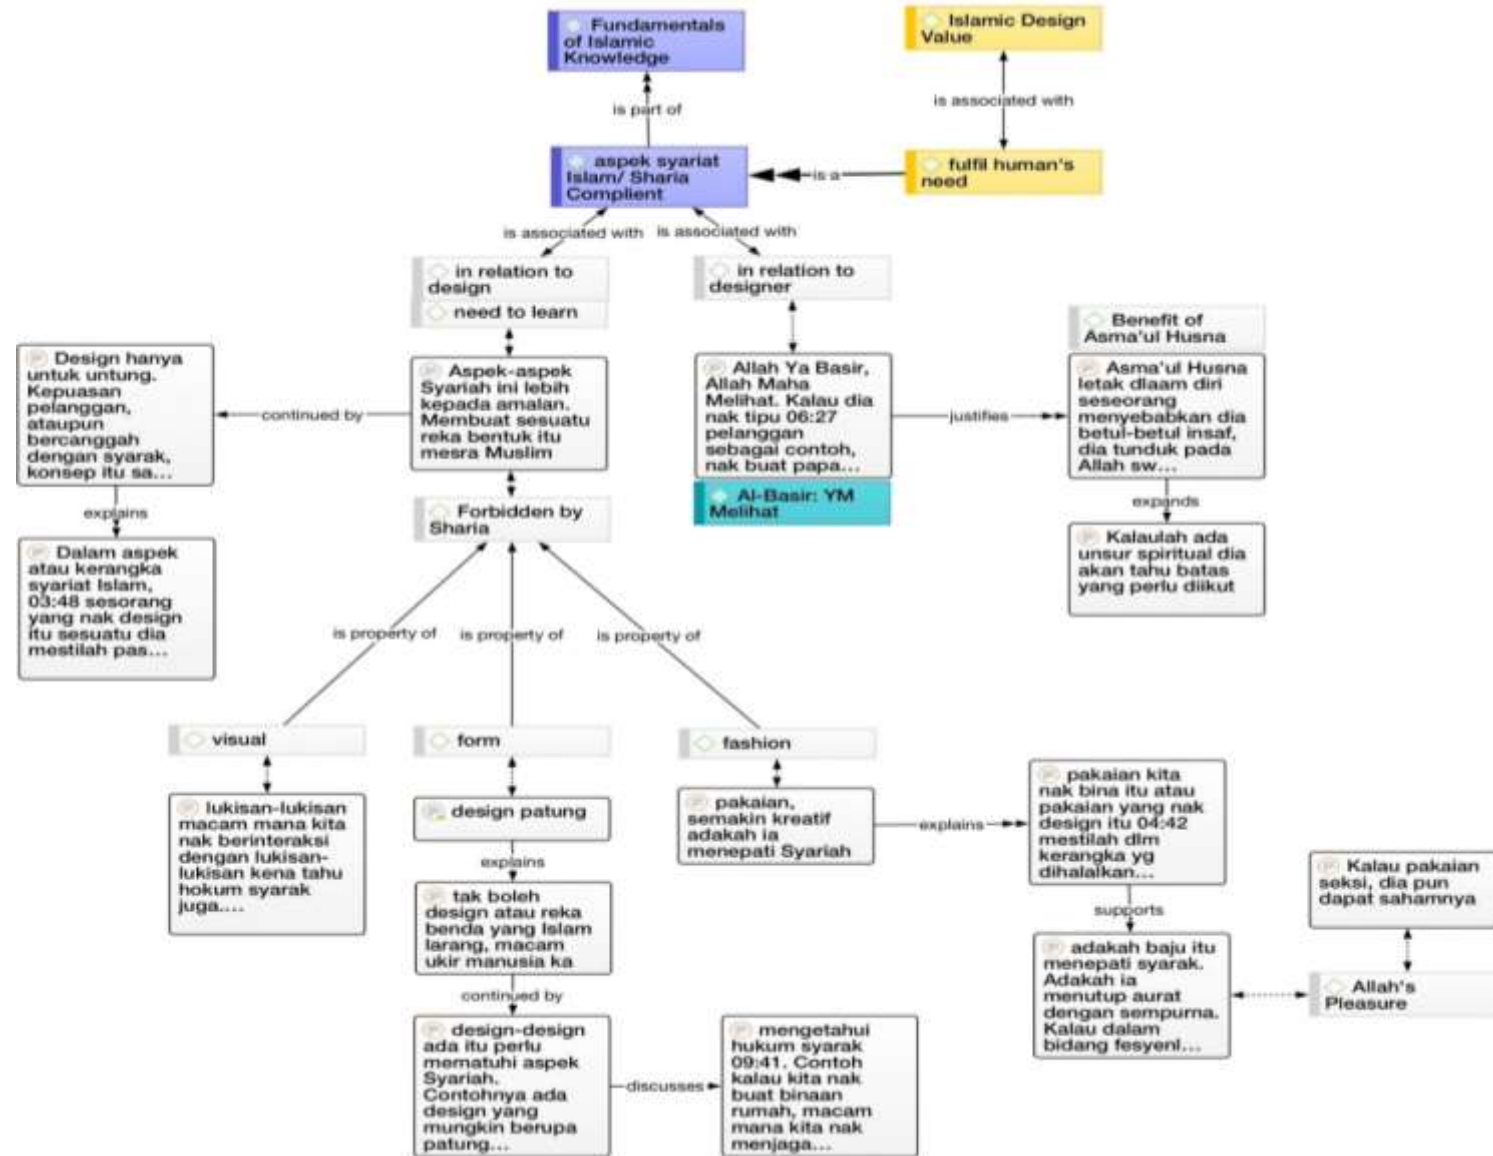 Fundamentals
of Islamic
Knowledge
Islamic Design
Value
is part of
is associated with
aspek syariat
Islam/ Sharia
Complient
is a
fulfil human's
need
is associated with
is associated with
in relation to
design
need to learn
in relation to
designer
Benefit of
Asma'ul Husna
Design hanya
untuk untung.
Kepuasan
pelanggan,
ataupun
bercanggah
dengan syarak,
konsep itu sa...
continued by
Aspek-aspek
Syariah ini lebih
kepada amalan.
Membuat sesuatu
reka bentuk itu
mesra Muslim
Allah Ya Basir,
Allah Maha
Melihat. Kalau dia
nak tipu 06:27
pelanggan
sebagai contoh,
nak buat papa...
Al-Basir: YM
Melihat
justifies
Asma'ul Husna
letak dlaam diri
seseorang
menyebabkan dia
betul-betul insaf,
dia tunduk pada
Allah sw...
explains
expands
Forbidden by
Sharia
Dalam aspek
atau kerangka
syariat Islam,
03:48 sesorang
yang nak design
itu sesuatu dia
mestilah pas...
Kalaulah ada
unsur spiritual dia
akan tahu batas
yang perlu diikut
is property of
is property of
is property of
visual
form
fashion
lukisan-lukisan
macam mana kita
nak berinteraksi
dengan lukisan-
lukisan kena tahu
hokum syarak
juga....
design patung
pakaian,
semakin kreatif
adakah ia
menepati Syariah
explains
pakaian kita
nak bina itu atau
pakaian yang nak
design itu 04:42
mestilah dlm
kerangka yg
dihalalkan...
explains
tak boleh
design atau reka
benda yang Islam
larang, macam
ukir manusia ka
supports
Kalau pakaian
seksi, dia pun
dapat sahamnya
adakah baju itu
menepati syarak.
Adakah ia
menutup aurat
dengan sempurna.
Kalau dalam
bidang fesyenl...
Allah's
Pleasure
continued by
design-design
ada itu perlu
mematuhi aspek
Syariah.
Contohnya ada
design yang
mungkin berupa
patung...
discusses
mengetahui
hukum syarak
09:41. Contoh
kalau kita nak
buat binaan
rumah, macam
mana kita nak
menjaga...